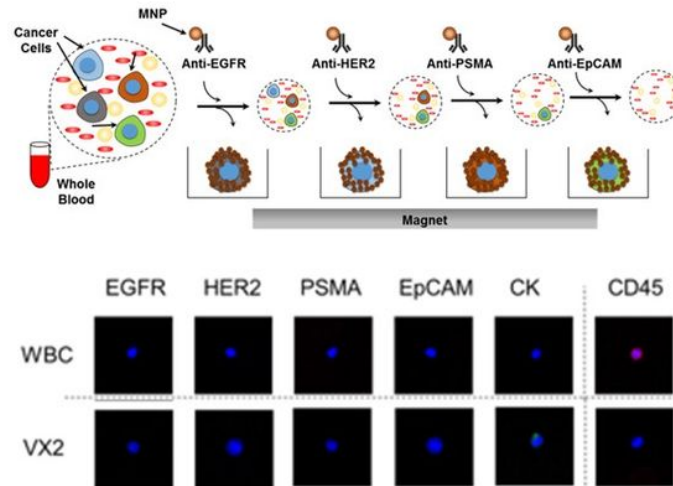 MNP
Cancer
Cells
Anti-EGFR
Anti-HER2
Anti-PSMA
Anti-EpCAM
Whole
Blood
Magnet
EGFR HER2 PSMA EpCAM CK CD45
WBC
VX2